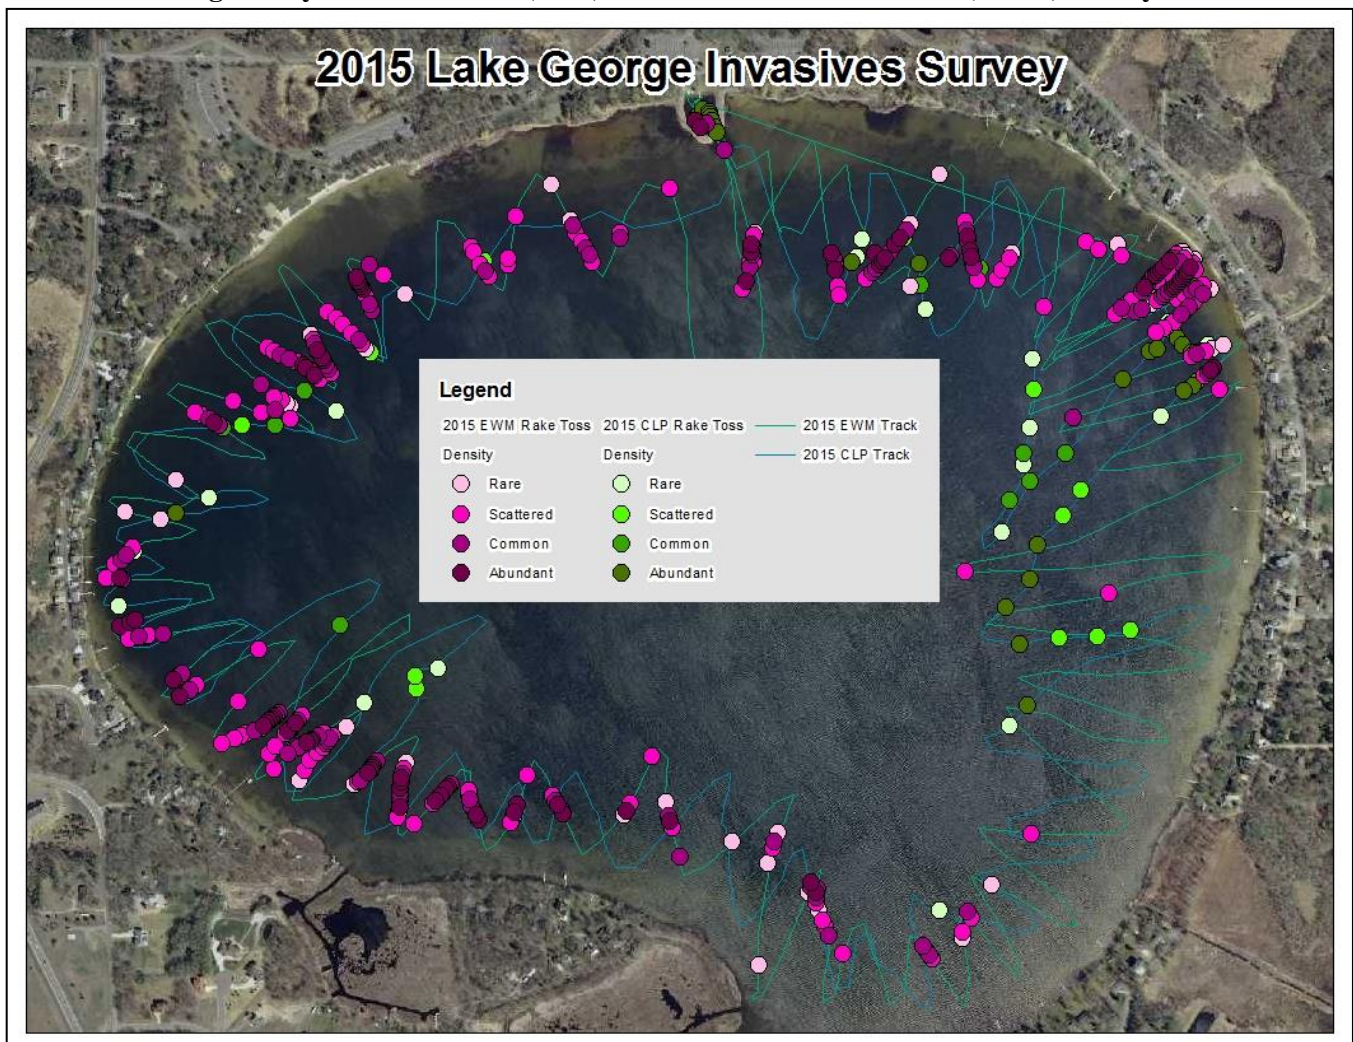 2015 Lake George Invasives Survey
Legend
2015 EWM Rake Toss 2015 CLP Rake Toss 2015 EWM Track
Density Density 2015 CLP Track
Rare Rare
Scattered Scattered
Common Common
Abundant Abundant